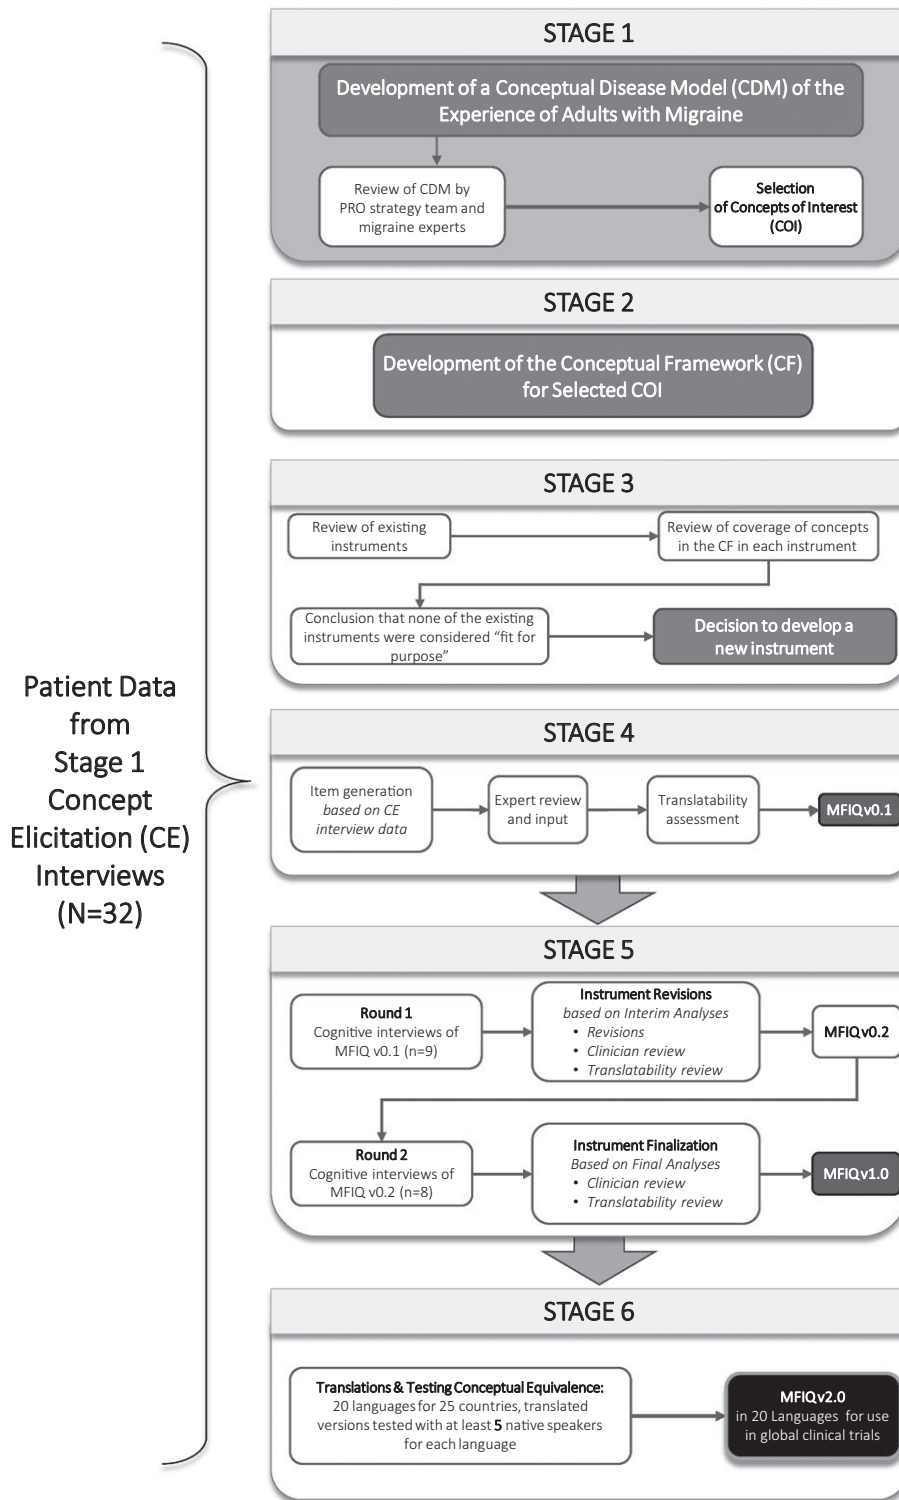 STAGE 1
Development of a Conceptual Disease Model (CDM) of the
Experience of Adults with Migraine
Review of CDM by
PRO strategy team and
migraine experts
Selection
of Concepts of Interest
(COI)
STAGE 2
Development of the Conceptual Framework (CF)
for Selected COI
STAGE 3
Review of existing
instruments
Review of coverage of concepts
in the CF in each instrument
Conclusion that none of the existing
instruments were considered “fit for
purpose”
Decision to develop a
new instrument
Patient Data
from
Stage 1
Concept
Elicitation (CE)
Interviews
(N=32)
STAGE 4
Item generation
based on CE
interview data
Expert review
and input
Translatability
assessment
MFIQv0.1
STAGE 5
Round 1
Cognitive interviews of
MFIQ v0.1 (n=9)
Instrument Revisions
based on Interim Analyses
• Revisions
• Clinician review
• Translatability review
MFIQv0.2
Round 2
Cognitive interviews of
MFIQ v0.2 (n=8)
Instrument Finalization
Based on Final Analyses
• Clinician review
• Translatability review
MFIQv1.0
STAGE 6
Translations & Testing Conceptual Equivalence:
20 languages for 25 countries, translated
versions tested with at least 5 native speakers
for each language
MFIQv2.0
in 20 Languages for use
in global clinical trials